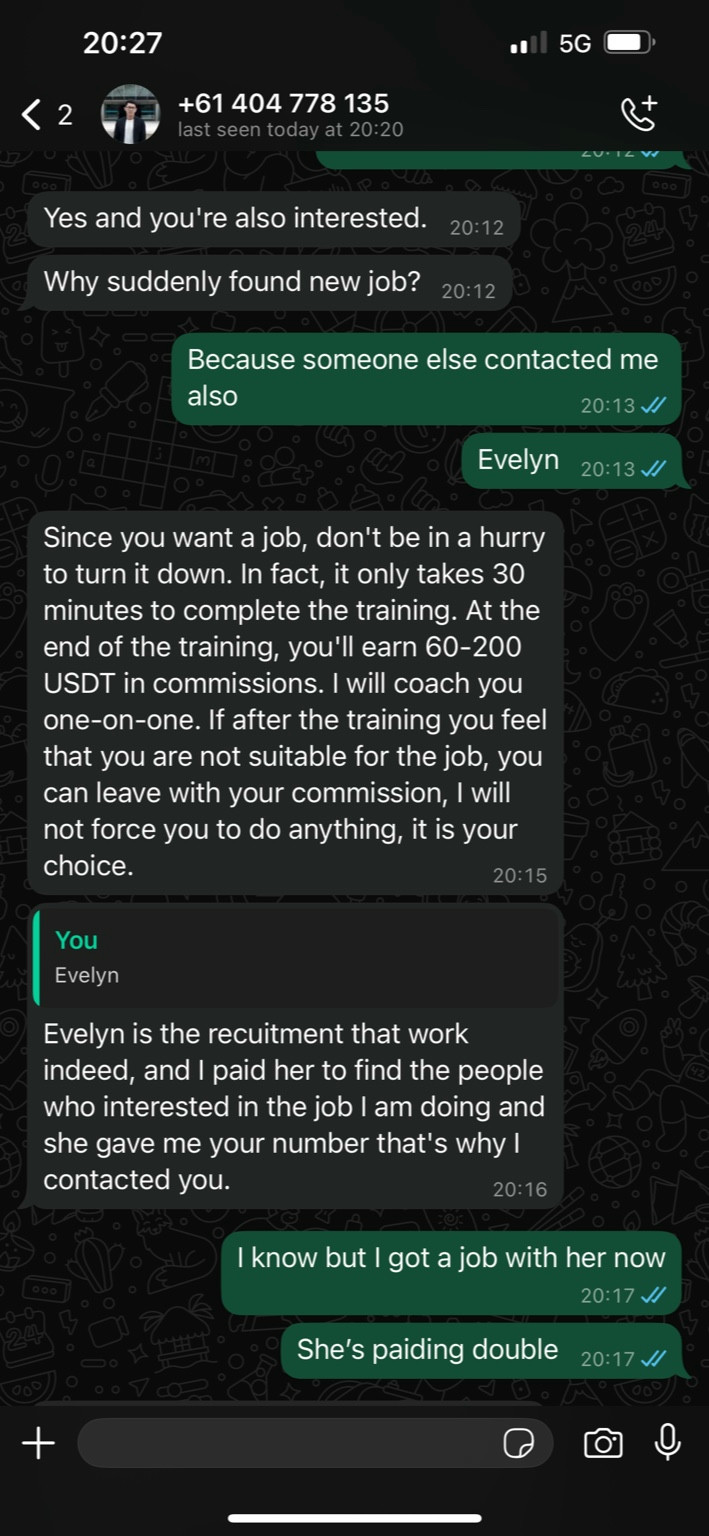 20:27
5G
2
+61 404 778 135
last seen today at 20:20
20:12
Yes and you're also interested. 20:12
Why suddenly found new job? 20:12
Because someone else contacted me
also 20:13
Evelyn 20:13
Since you want a job, don't be in a hurry
to turn it down. In fact, it only takes 30
minutes to complete the training. At the
end of the training, you'll earn 60-200
USDT in commissions. I will coach you
one-on-one. If after the training you feel
that you are not suitable for the job, you
can leave with your commission, I will
not force you to do anything, it is your
choice. 20:15
You
Evelyn
Evelyn is the recuitment that work
indeed, and I paid her to find the people
who interested in the job I am doing and
she gave me your number that's why I
contacted you. 20:16
I know but I got a job with her now
20:17
She’s paiding double 20:17